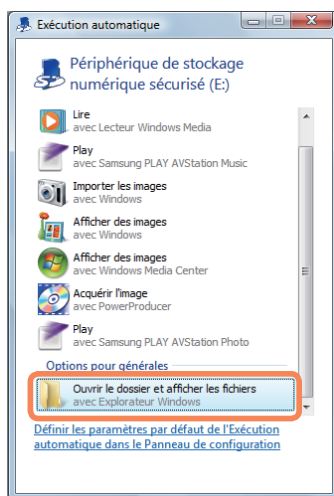 Exécution automatique
Périphérique de stockage
numérique sécurisé (E:)
Lire
avec Lecteur Windows Media
Play
avec Samsung PLAY AVStation Music
Importer les images
avec Windows
Afficher des images
avec Windows
Afficher des images
avec Windows Media Center
Acquérir l'image
avec PowerProducer
Play
avec Samsung PLAY AVStation Photo
Options pour générales
Ouvrir le dossier et afficher les fichiers
avec Explorateur Windows
Définir les paramètres par défaut de l'Exécution
automatique dans le Panneau de configuration